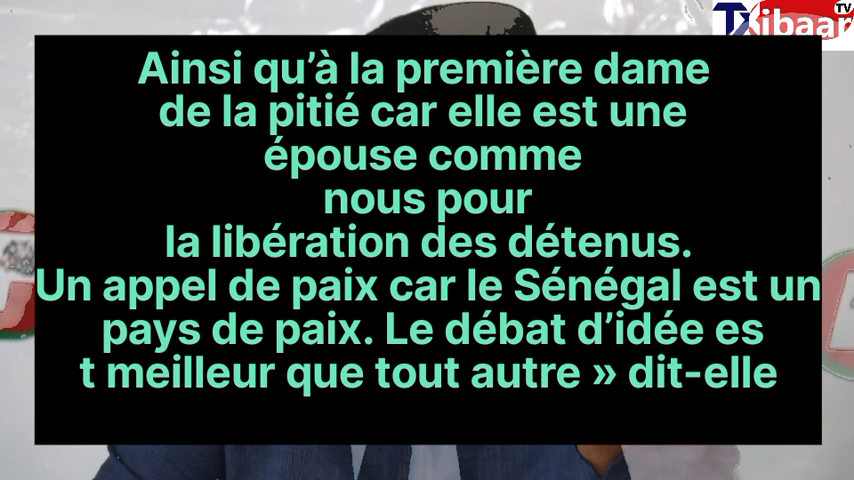 TXibaar
TV
Ainsi qu’à la première dame
de la pitié car elle est une
épouse comme
nous pour
la libération des détenus.
Un appel de paix car le Sénégal est un
pays de paix. Le débat d’idée es
t meilleur que tout autre » dit-elle